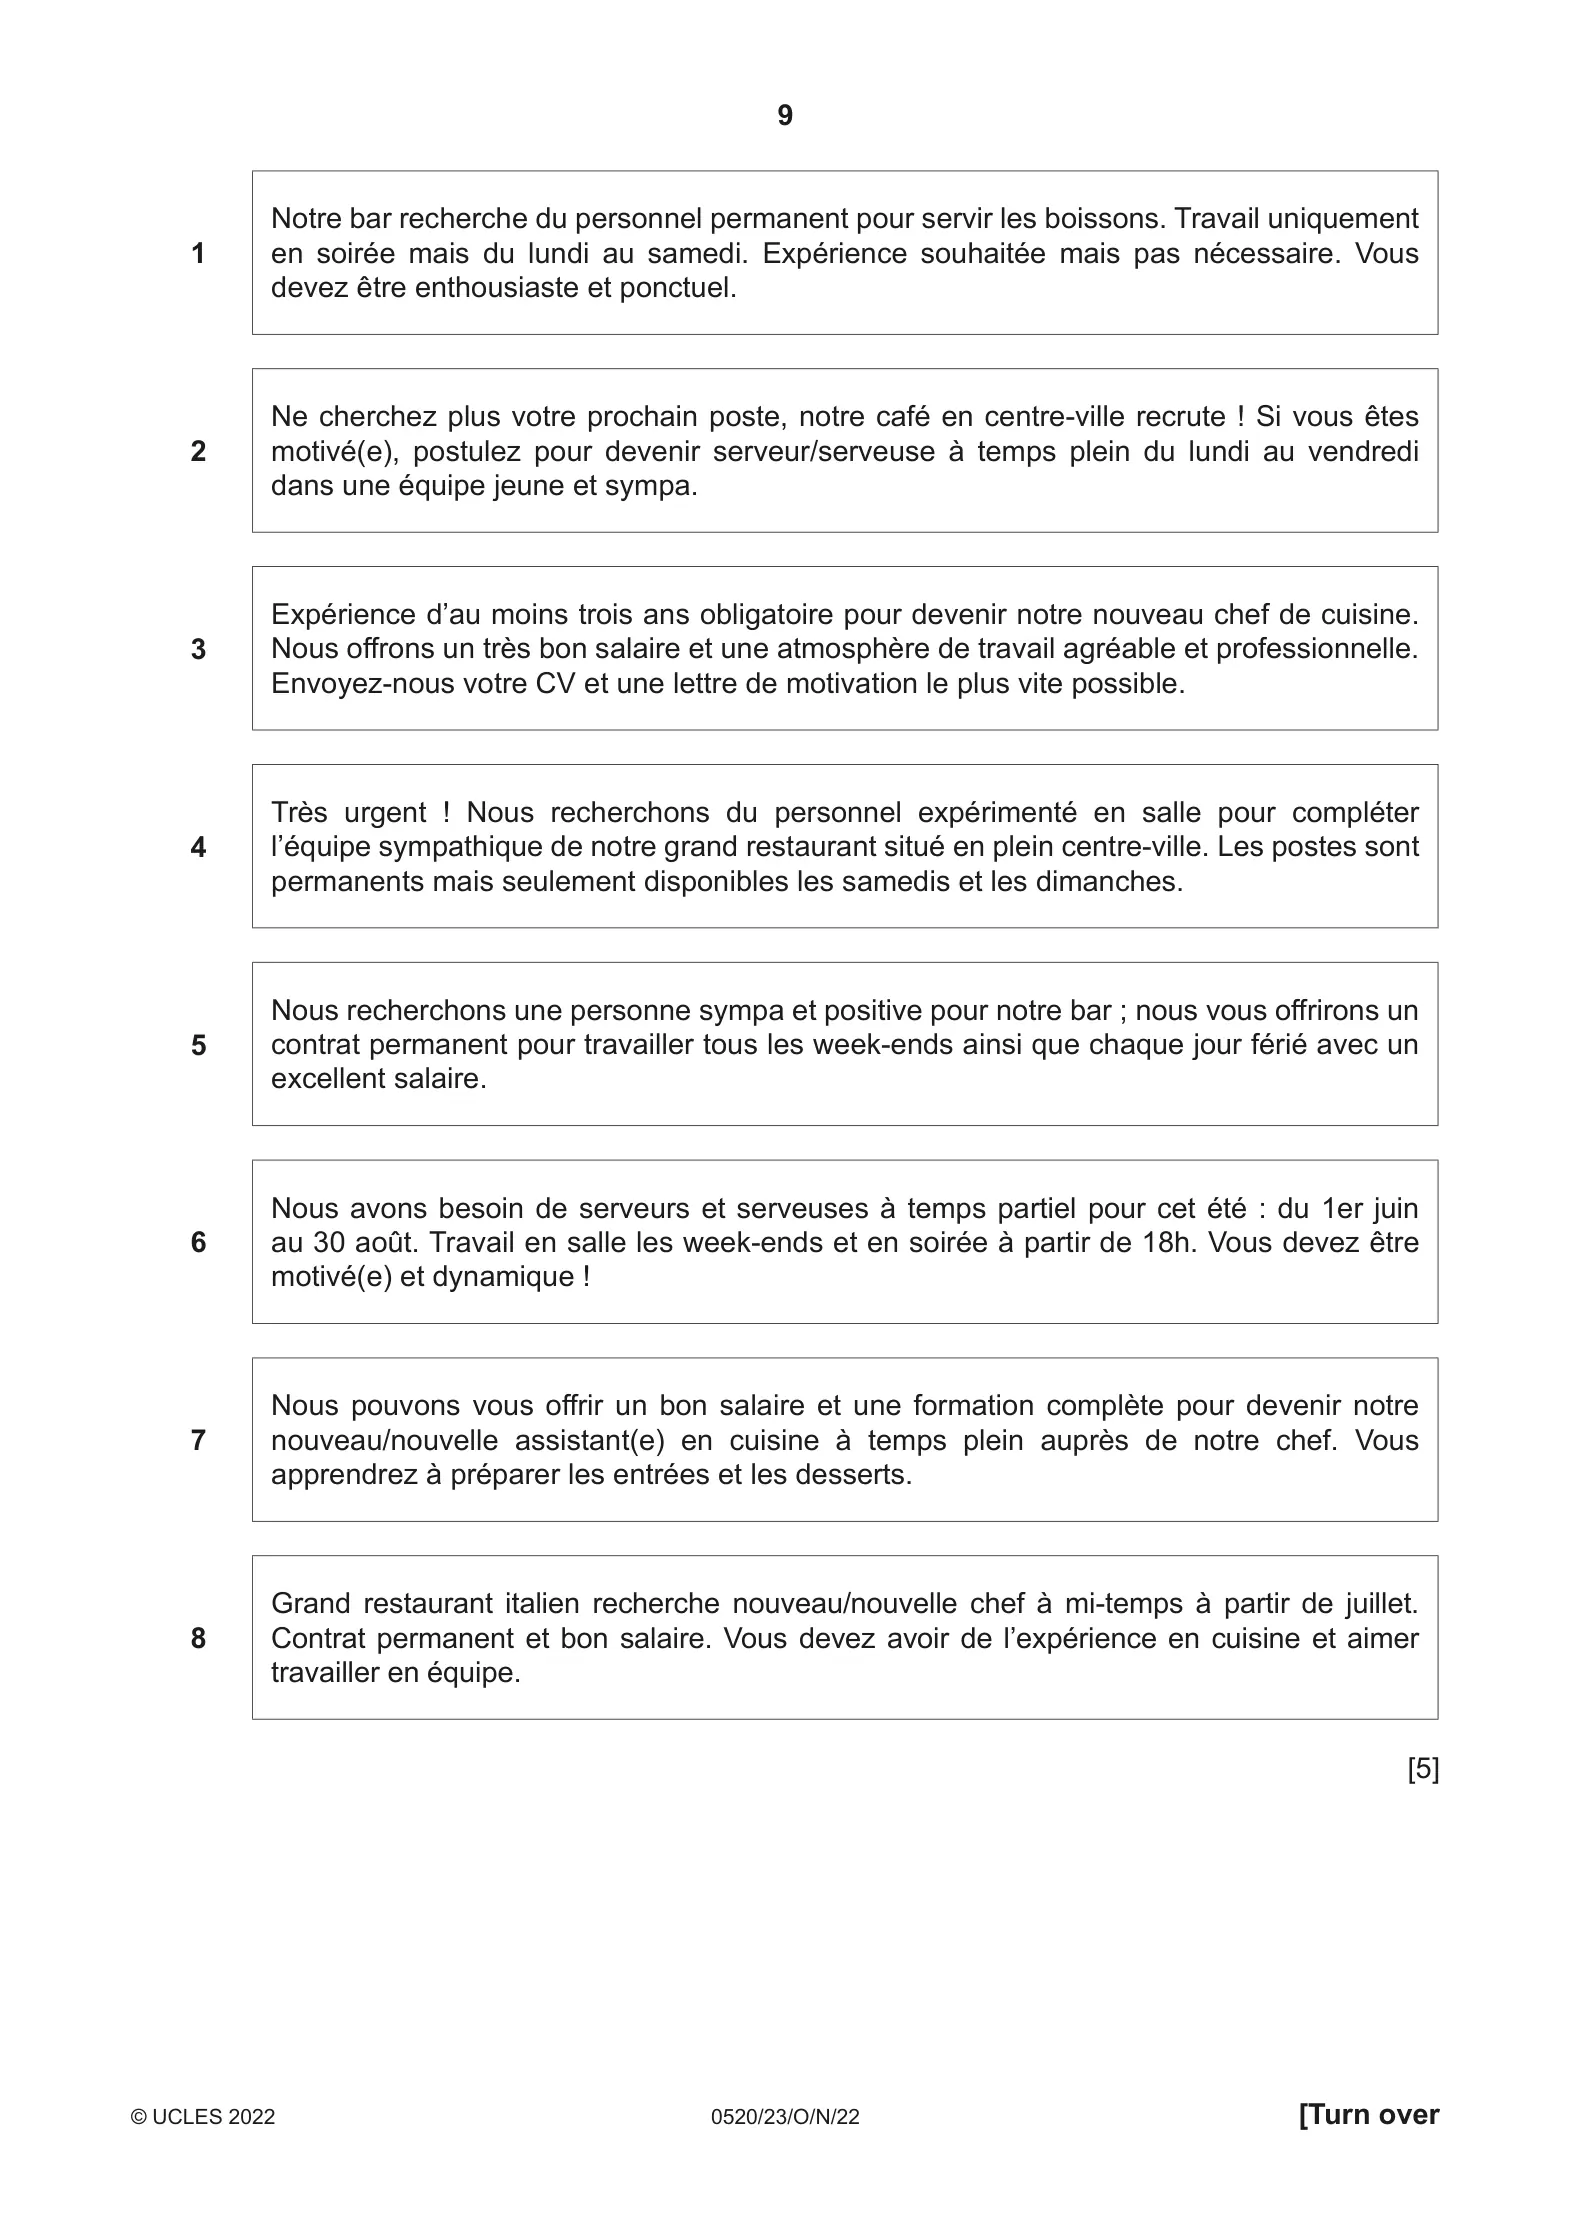 9
1
Notre bar recherche du personnel permanent pour servir les boissons. Travail uniquement
en soirée mais du lundi au samedi. Expérience souhaitée mais pas nécessaire. Vous
devez être enthousiaste et ponctuel.
2
Ne cherchez plus votre prochain poste, notre café en centre-ville recrute ! Si vous êtes
motivé(e), postulez pour devenir serveur/serveuse à temps plein du lundi au vendredi
dans une équipe jeune et sympa.
3
Expérience d’au moins trois ans obligatoire pour devenir notre nouveau chef de cuisine.
Nous offrons un très bon salaire et une atmosphère de travail agréable et professionnelle.
Envoyez-nous votre CV et une lettre de motivation le plus vite possible.
4
Très urgent ! Nous recherchons du personnel expérimenté en salle pour compléter
l’équipe sympathique de notre grand restaurant situé en plein centre-ville. Les postes sont
permanents mais seulement disponibles les samedis et les dimanches.
5
Nous recherchons une personne sympa et positive pour notre bar ; nous vous offrirons un
contrat permanent pour travailler tous les week-ends ainsi que chaque jour férié avec un
excellent salaire.
6
Nous avons besoin de serveurs et serveuses à temps partiel pour cet été : du 1er juin
au 30 août. Travail en salle les week-ends et en soirée à partir de 18h. Vous devez être
motivé(e) et dynamique !
7
Nous pouvons vous offrir un bon salaire et une formation complète pour devenir notre
nouveau/nouvelle assistant(e) en cuisine à temps plein auprès de notre chef. Vous
apprendrez à préparer les entrées et les desserts.
8
Grand restaurant italien recherche nouveau/nouvelle chef à mi-temps à partir de juillet.
Contrat permanent et bon salaire. Vous devez avoir de l’expérience en cuisine et aimer
travailler en équipe.
[5]
© UCLES 2022
0520/23/O/N/22
[Turn over